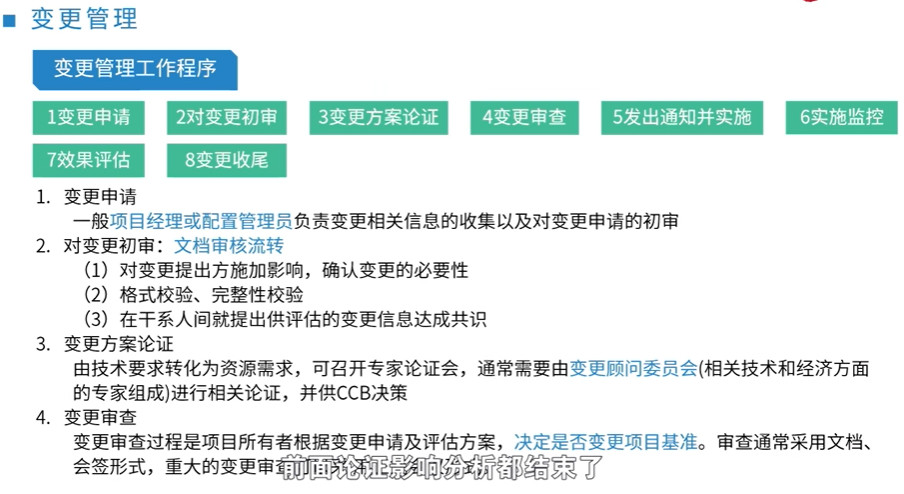 变更管理
变更管理工作程序
1变更申请 2对变更初审 3变更方案论证 4变更审查 5发出通知并实施 6实施监控
7效果评估 8变更收尾
1. 变更申请
一般项目经理或配置管理员负责变更相关信息的收集以及对变更申请的初审
2. 对变更初审：文档审核流转
（1）对变更提出方施加影响，确认变更的必要性
（2）格式校验、完整性校验
（3）在干系人间就提出供评估的变更信息达成共识
3. 变更方案论证
由技术要求转化为资源需求，可召开专家论证会，通常需要由变更顾问委员会(相关技术和经济方面
的专家组成)进行相关论证，并供CCB决策
4. 变更审查
变更审查过程是项目所有者根据变更申请及评估方案，决定是否变更项目基准。审查通常采用文档、
会签形式，重大的变更审查
前面论证影响分析都结束了